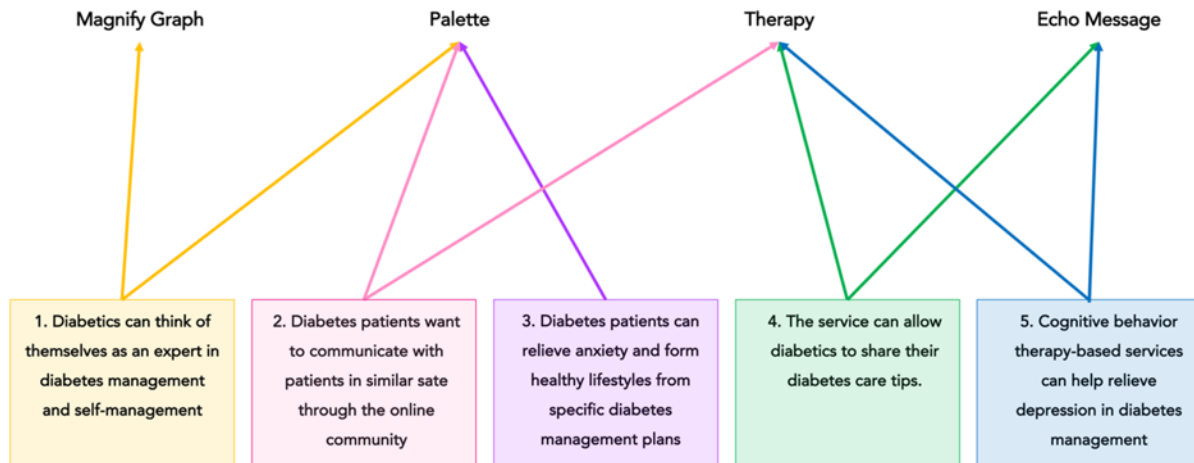 Magnify Graph
Palette
Therapy
Echo Message
1. Diabetics can think of
themselves as an expert in
diabetes management
and self-management
2. Diabetes patients want
to communicate with
patients in similar sate
through the online
community
3. Diabetes patients can
relieve anxiety and form
healthy lifestyles from
specific diabetes
management plans
4. The service can allow
diabetics to share their
diabetes care tips.
5. Cognitive behavior
therapy-based services
can help relieve
depression in diabetes
management